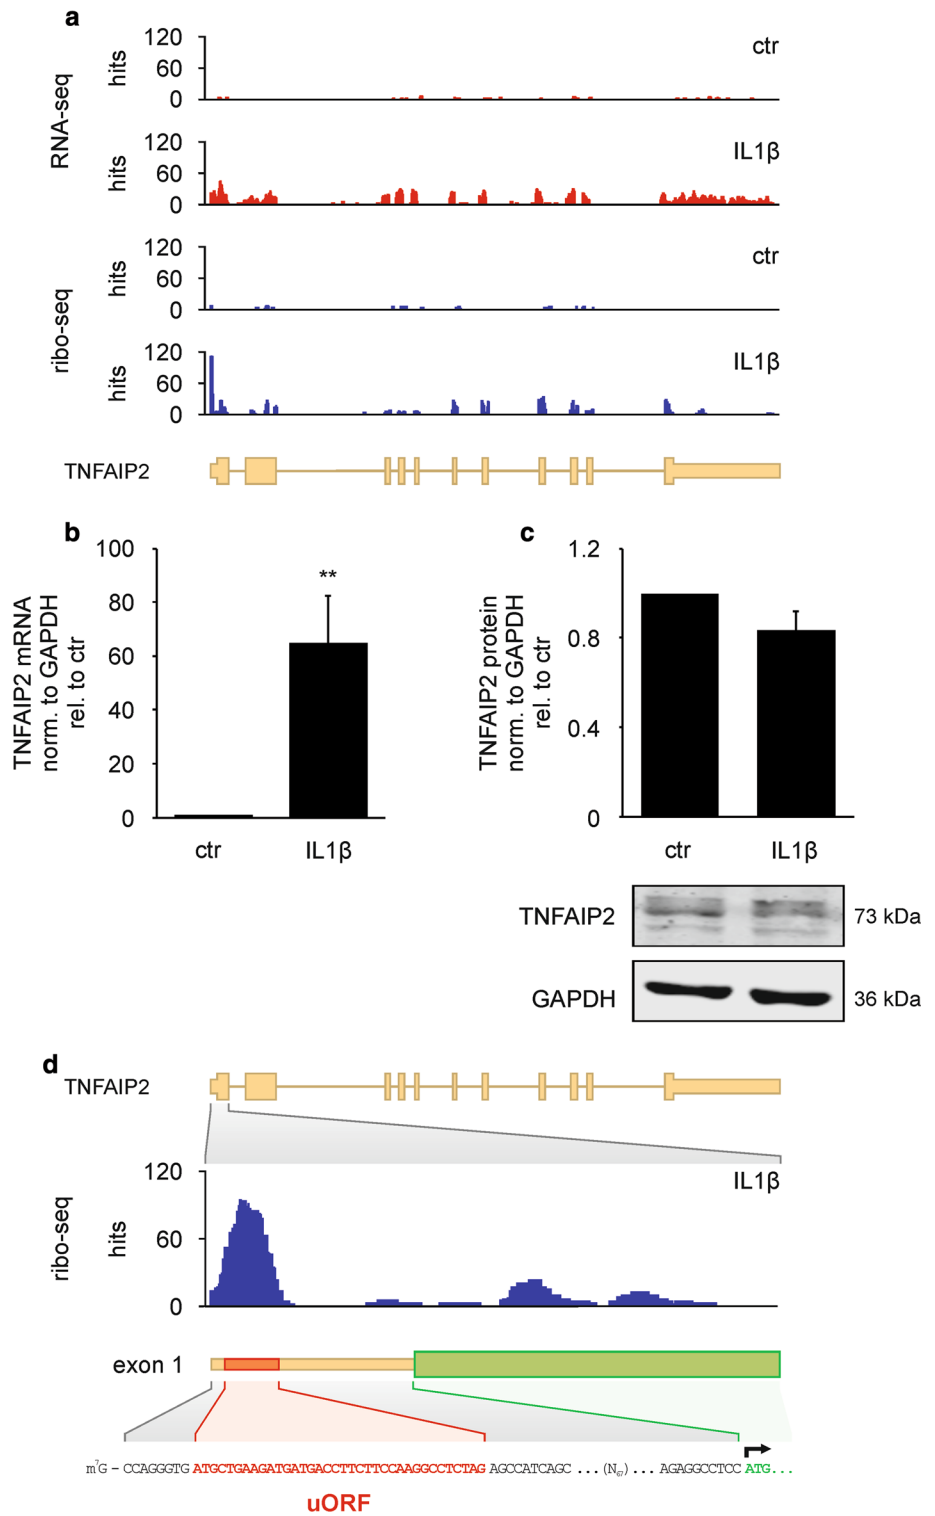 a
RNA-seq
hits
120
60
0
ctr
hits
120
60
0
IL1β
ribo-seq
hits
120
60
0
ctr
hits
120
60
0
IL1β
TNFAIP2
b
TNFAIP2 mRNA
norm. to GAPDH
rel. to ctr
100
80
60
40
20
0
**
ctr
IL1β
c
TNFAIP2 protein
norm. to GAPDH
rel. to ctr
1.2
0.8
0.4
0
ctr
IL1β
TNFAIP2
73 kDa
GAPDH
36 kDa
d
TNFAIP2
ribo-seq
hits
120
60
0
IL1β
exon 1
m⁷G – CCAGGGTG ATGCTGAAGATGATGACCTTCTTCCAAGGCCTCTAG AGCCATCAGC ...(N₆₇)... AGAGGCCTCC ATG...
uORF